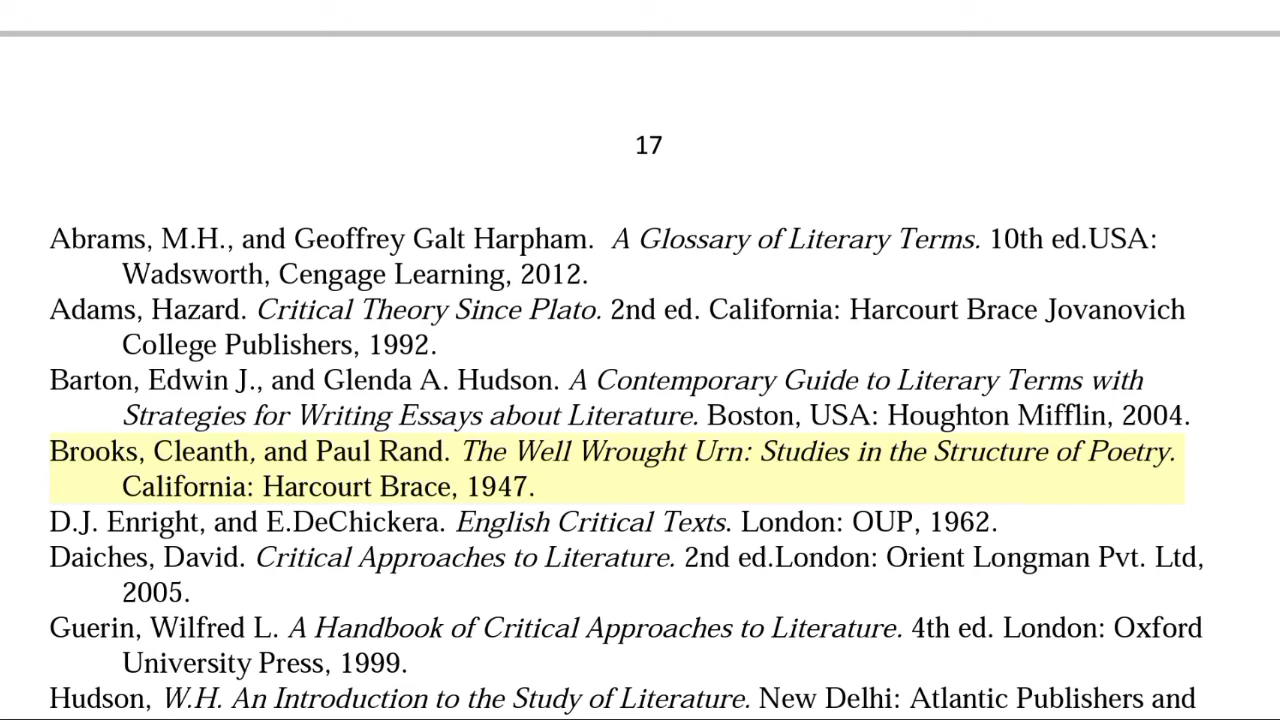 17
Abrams, M.H., and Geoffrey Galt Harpham. A Glossary of Literary Terms. 10th ed.USA:
Wadsworth, Cengage Learning, 2012.
Adams, Hazard. Critical Theory Since Plato. 2nd ed. California: Harcourt Brace Jovanovich
College Publishers, 1992.
Barton, Edwin J., and Glenda A. Hudson. A Contemporary Guide to Literary Terms with
Strategies for Writing Essays about Literature. Boston, USA: Houghton Mifflin, 2004.
Brooks, Cleanth, and Paul Rand. The Well Wrought Urn: Studies in the Structure of Poetry.
California: Harcourt Brace, 1947.
D.J. Enright, and E.DeChickera. English Critical Texts. London: OUP, 1962.
Daiches, David. Critical Approaches to Literature. 2nd ed.London: Orient Longman Pvt. Ltd,
2005.
Guerin, Wilfred L. A Handbook of Critical Approaches to Literature. 4th ed. London: Oxford
University Press, 1999.
Hudson, W.H. An Introduction to the Study of Literature. New Delhi: Atlantic Publishers and